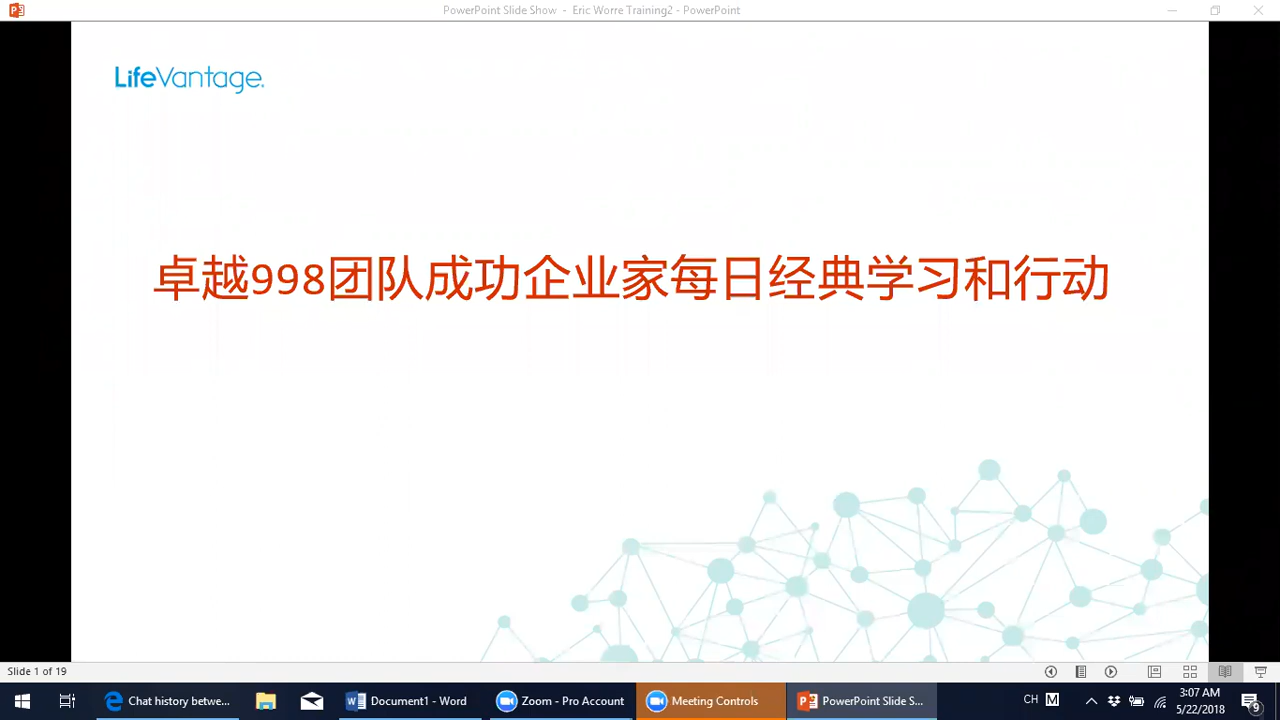 PowerPoint Slide Show - Eric Worre Training2 - PowerPoint
LifeVantage.
卓越998团队成功企业家每日经典学习和行动
Slide 1 of 19
Chat history betwe...
Document1 - Word
Zoom - Pro Account
Meeting Controls
PowerPoint Slide S...
CH
M
3:07 AM
5/22/2018
9